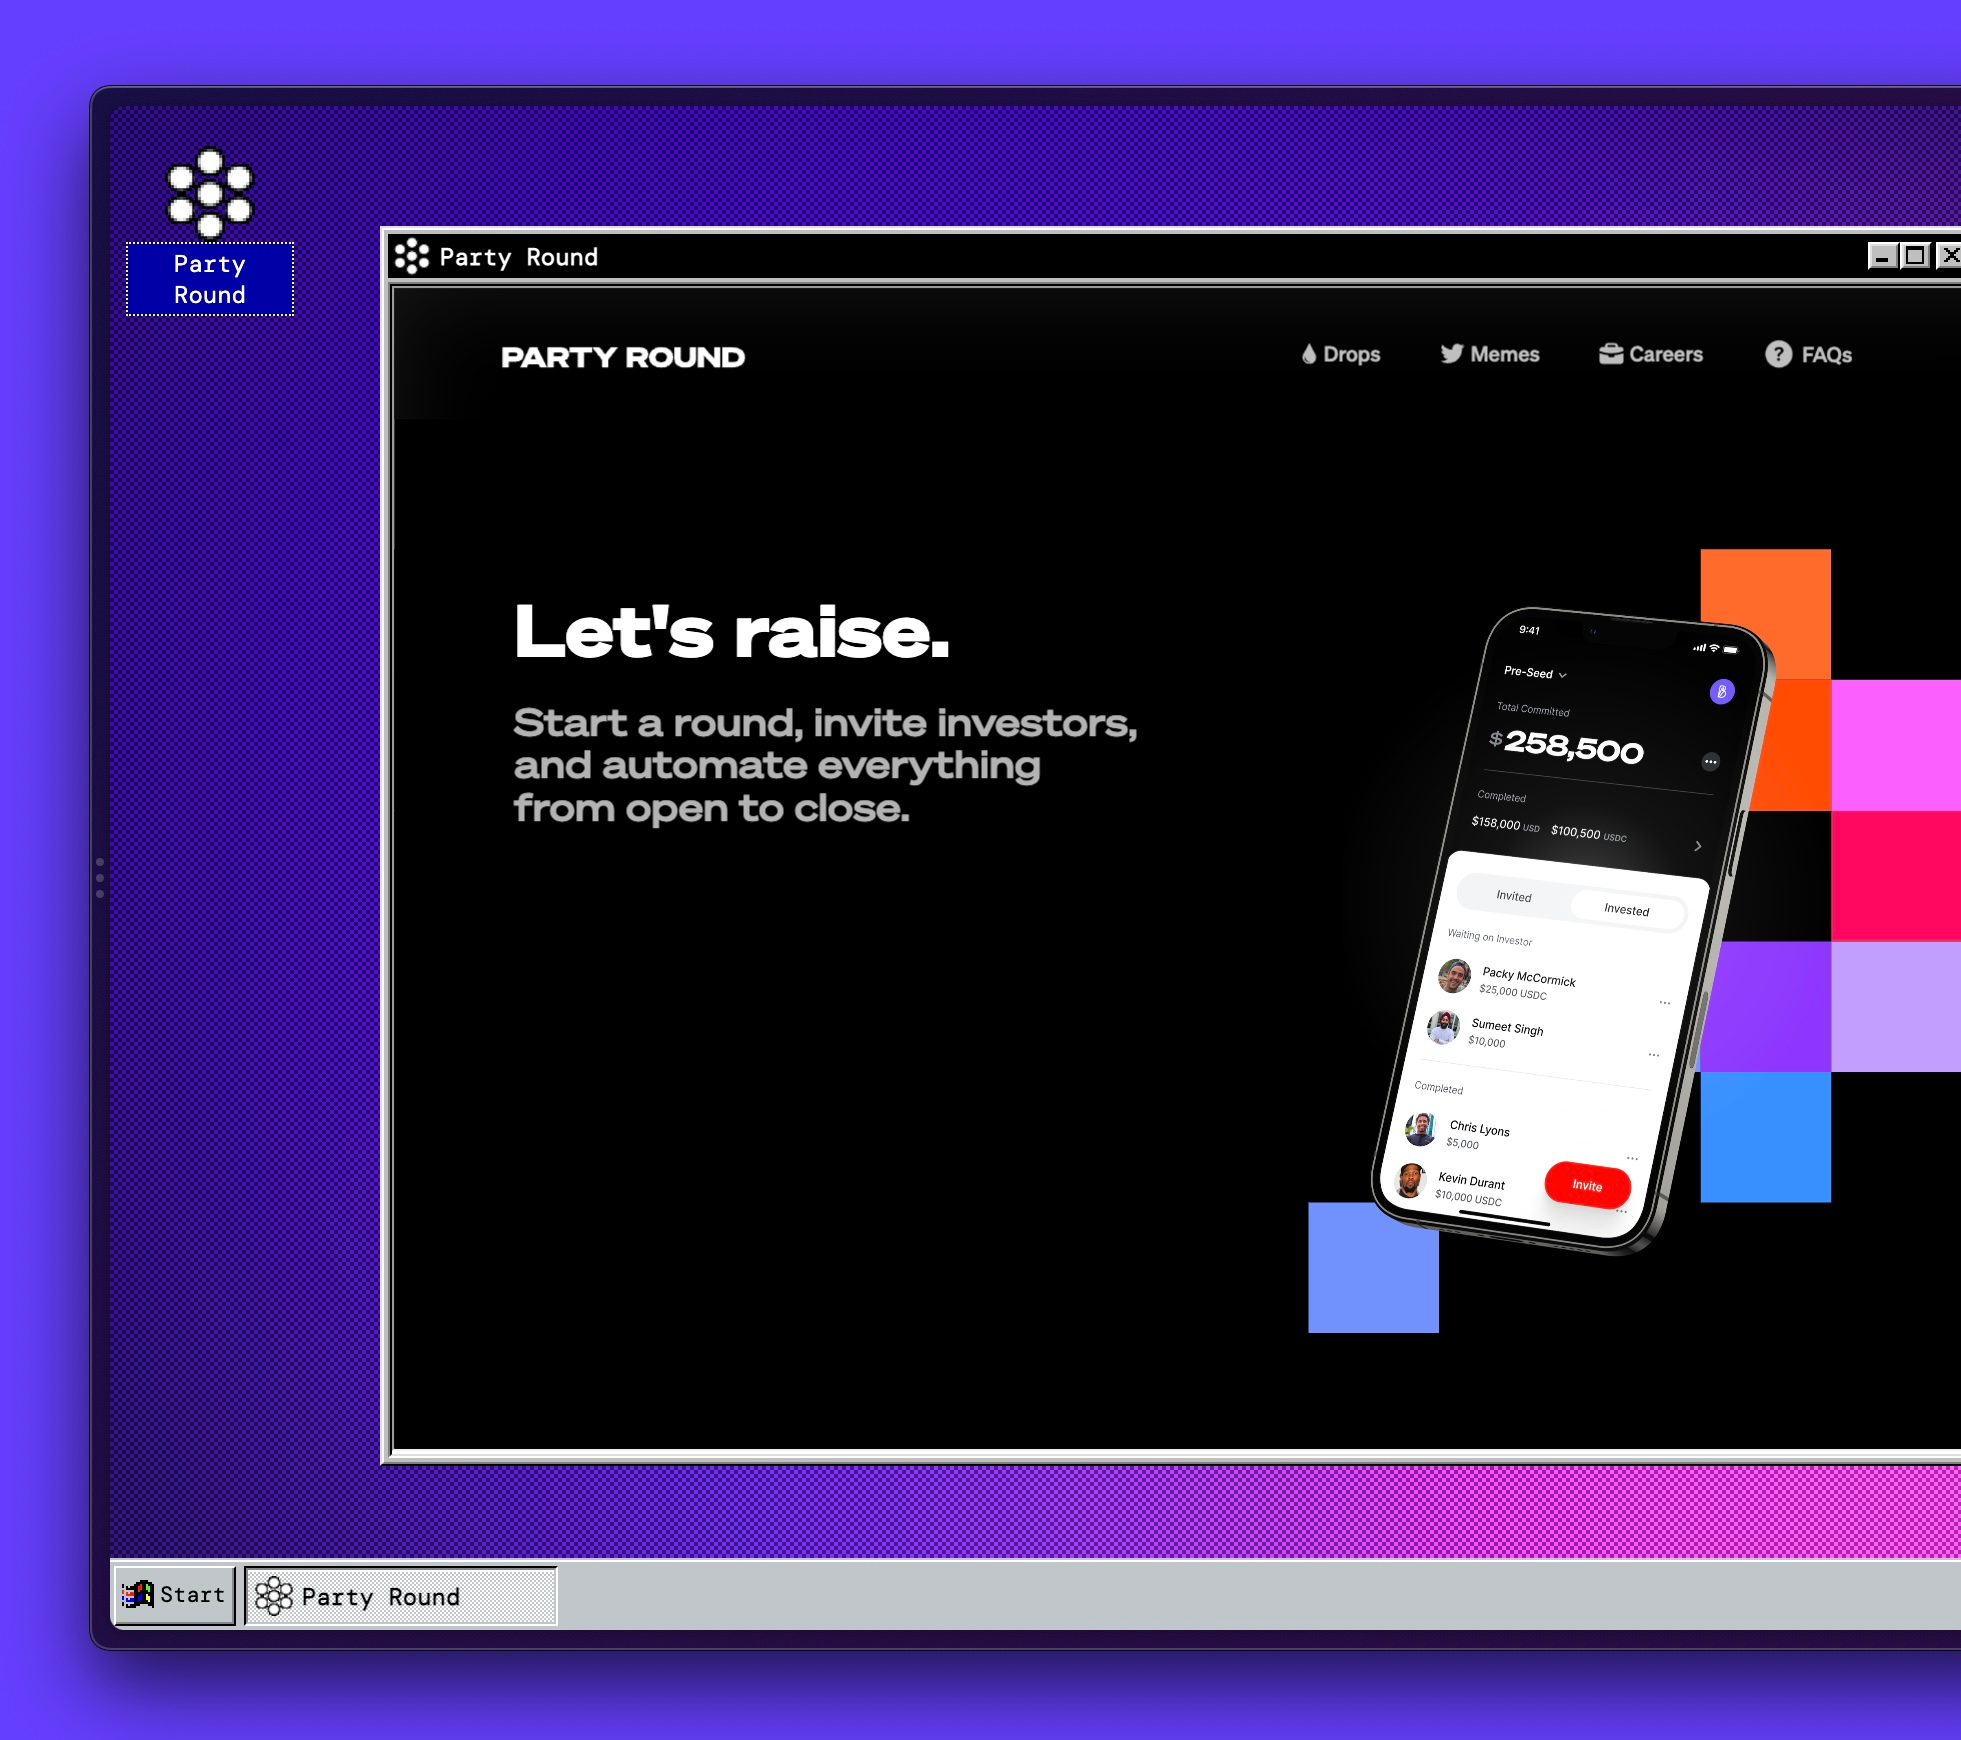 Party
Round
Party Round
PARTY ROUND
Drops
Memes
Careers
? FAQs
Let's raise.
Start a round, invite investors,
and automate everything
from open to close.
9:41
Pre-Seed
Total Committed
$258,500
Completed
$158,000 USD $100,500 USDC
Invited
Invested
Waiting on Investor
Packy McCormick
$25,000 USDC
Sumeet Singh
$10,000
Completed
Chris Lyons
$5,000
Kevin Durant
$10,000 USDC
Invite
Start
Party Round